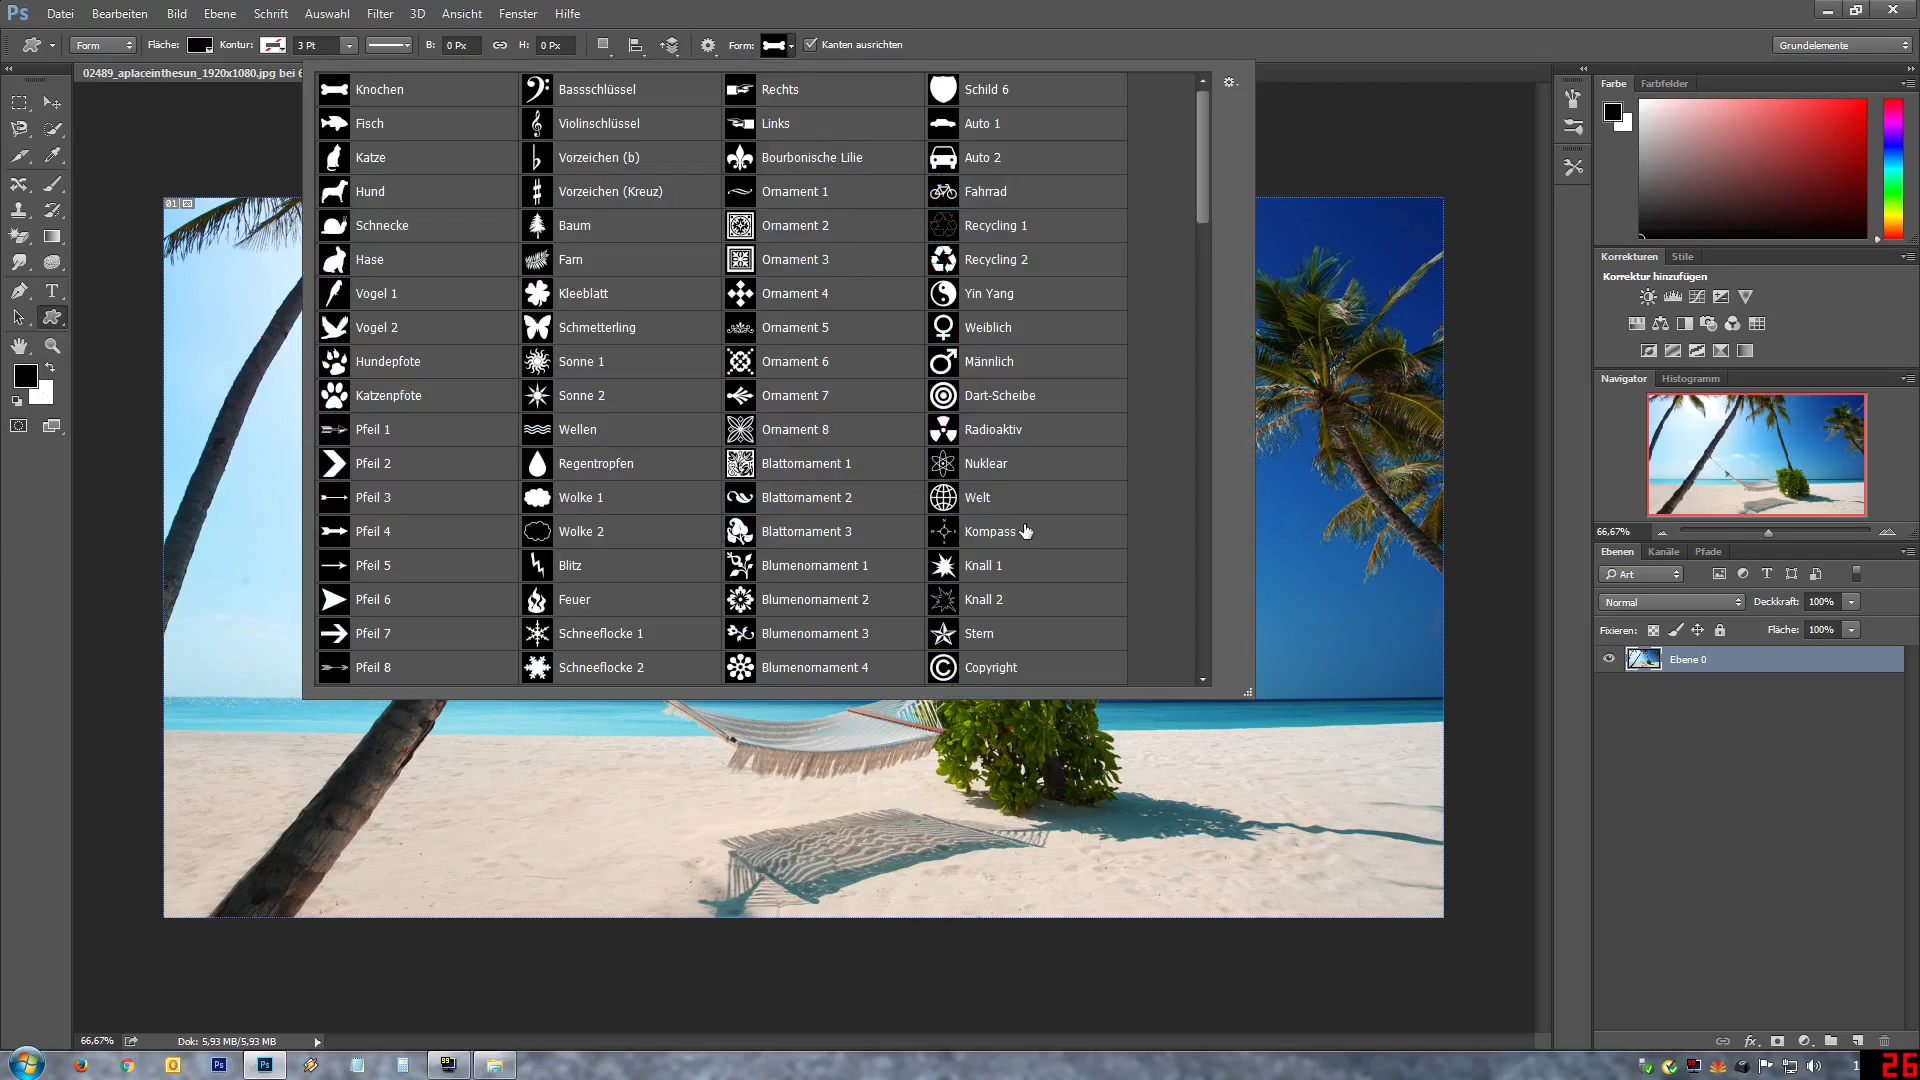 Ps Datei Bearbeiten Bild Ebene Schrift Auswahl Filter 3D Ansicht Fenster Hilfe
Form Fläche: Kontur: 3 Pt B: 0 Px H: 0 Px Form: Kanten ausrichten Grundelemente
02489_aplaceinthesun_1920x1080.jpg bei 6
01
Knochen Bassschlüssel Rechts Schild 6
Fisch Violinschlüssel Links Auto 1
Katze Vorzeichen (b) Bourbonische Lilie Auto 2
Hund Vorzeichen (Kreuz) Ornament 1 Fahrrad
Schnecke Baum Ornament 2 Recycling 1
Hase Farn Ornament 3 Recycling 2
Vogel 1 Kleeblatt Ornament 4 Yin Yang
Vogel 2 Schmetterling Ornament 5 Weiblich
Hundepfote Sonne 1 Ornament 6 Männlich
Katzenpfote Sonne 2 Ornament 7 Dart-Scheibe
Pfeil 1 Wellen Ornament 8 Radioaktiv
Pfeil 2 Regentropfen Blattornament 1 Nuklear
Pfeil 3 Wolke 1 Blattornament 2 Welt
Pfeil 4 Wolke 2 Blattornament 3 Kompass
Pfeil 5 Blitz Blumenornament 1 Knall 1
Pfeil 6 Feuer Blumenornament 2 Knall 2
Pfeil 7 Schneeflocke 1 Blumenornament 3 Stern
Pfeil 8 Schneeflocke 2 Blumenornament 4 Copyright
Farbe Farbfelder
Korrekturen Stile
Korrektur hinzufügen
Navigator Histogramm
66,67%
Ebenen Kanäle Pfade
Art
Normal Deckkraft: 100%
Fixieren: Fläche: 100%
Ebene 0
66,67% Dok: 5,93 MB/5,93 MB
fx
Ps Ps 99
1
26